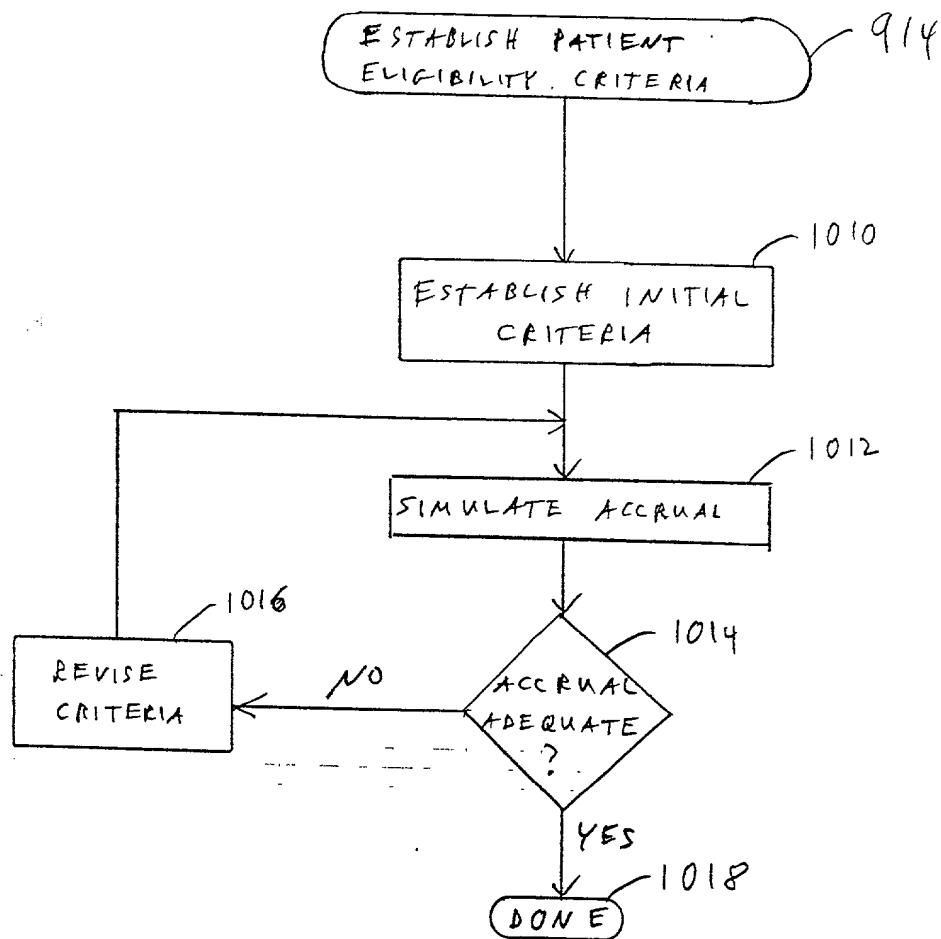 ESTABLISH PATIENT
ELIGIBILITY CRITERIA
914
1010
ESTABLISH INITIAL
CRITERIA
1012
SIMULATE ACCRUAL
1016
1014
REVISE
CRITERIA
NO
ACCRUAL
ADEQUATE
?
YES
1018
DONE